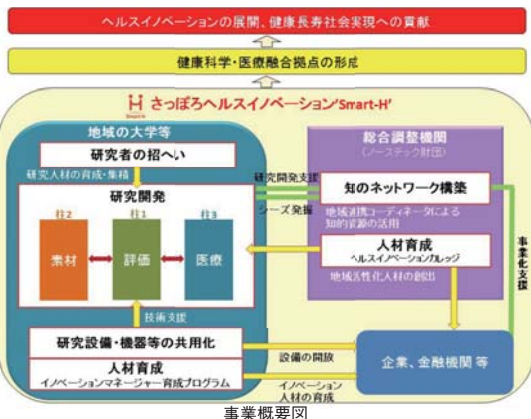 ヘルスイノベーションの展開、健康長寿社会実現への貢献
健康科学・医療融合拠点の形成
Smart-H
さっぽろヘルスイノベーション'Smart-H'
地域の大学等
研究者の招へい
研究人材の育成・集積
研究開発
柱2
柱1
柱3
素材
評価
医療
技術支援
研究設備・機器等の共用化
人材育成
イノベーションマネージャー育成プログラム
研究開発支援
シーズ発掘
設備の開放
イノベーション
人材の育成
総合調整機関
(ノーステック財団)
知のネットワーク構築
地域連携コーディネータによる
知的資源の活用
人材育成
ヘルスイノベーションカレッジ
地域活性化人材の創出
事業化支援
企業、金融機関 等
事業概要図